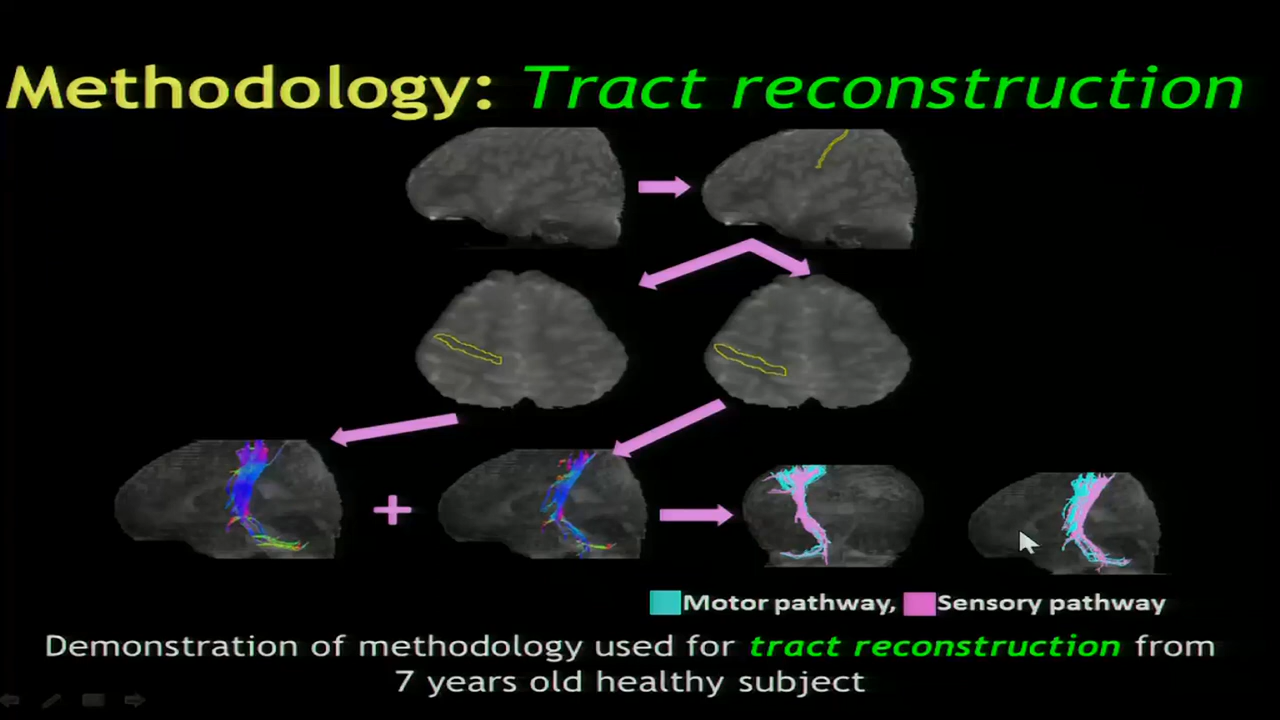 Methodology: Tract reconstruction
Motor pathway, Sensory pathway
Demonstration of methodology used for tract reconstruction from
7 years old healthy subject